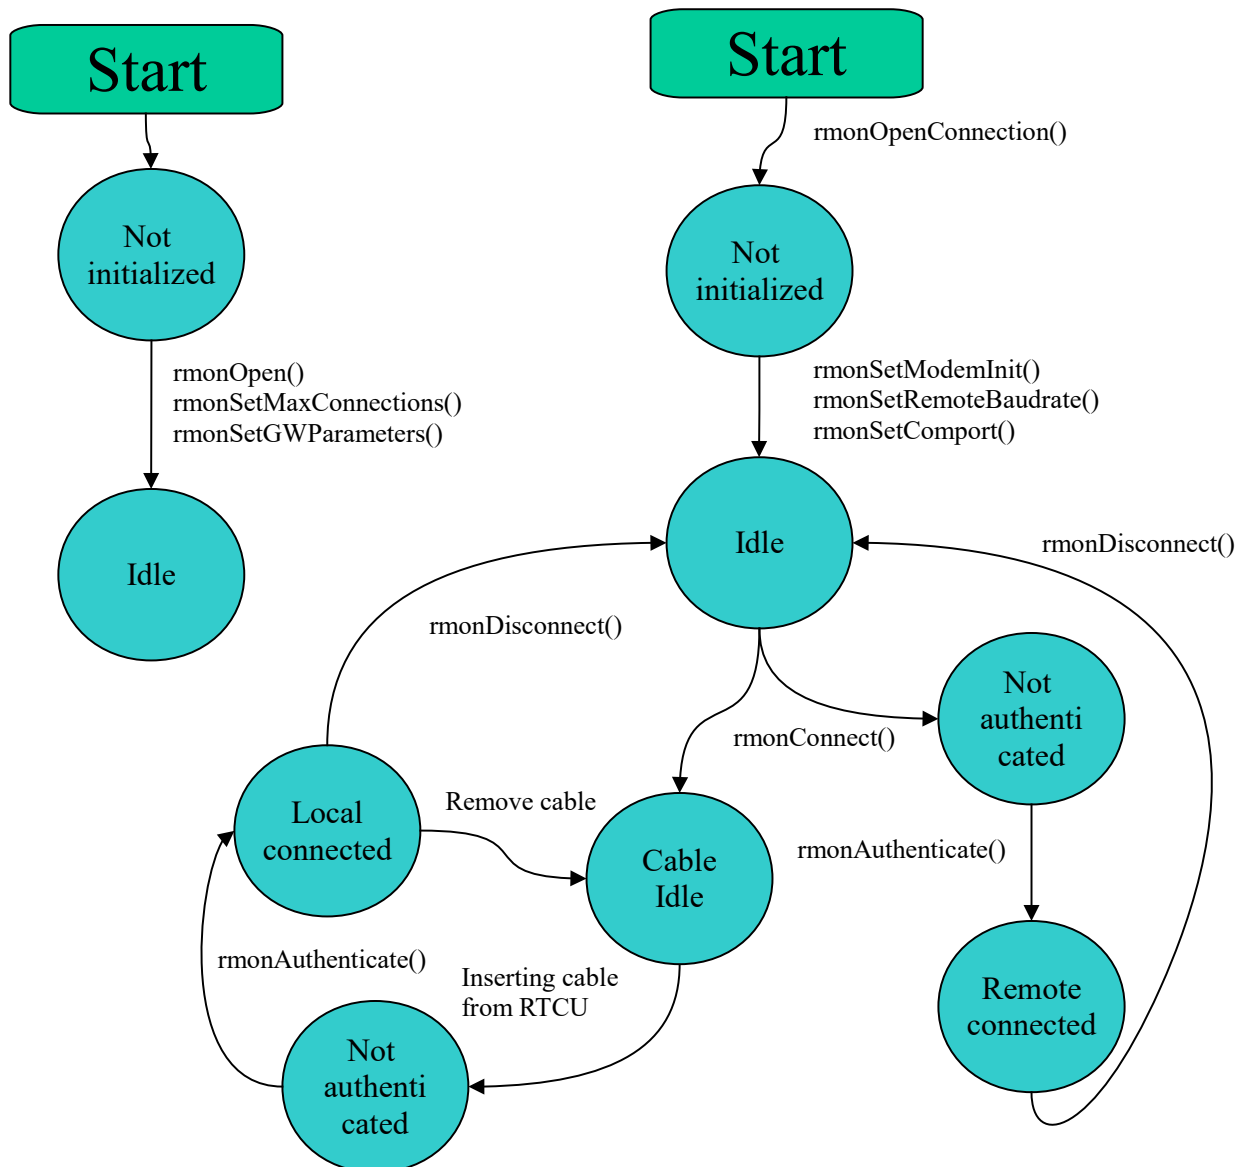 Start
Not
initialized
rmonOpen()
rmonSetMaxConnections()
rmonSetGWParameters()
Idle
Start
rmonOpenConnection()
Not
initialized
rmonSetModemInit()
rmonSetRemoteBaudrate()
rmonSetComport()
Idle
rmonDisconnect()
rmonDisconnect()
rmonConnect()
Not
authenti
cated
Local
connected
Remove cable
Cable
Idle
rmonAuthenticate()
rmonAuthenticate()
Inserting cable
from RTCU
Remote
connected
Not
authenti
cated